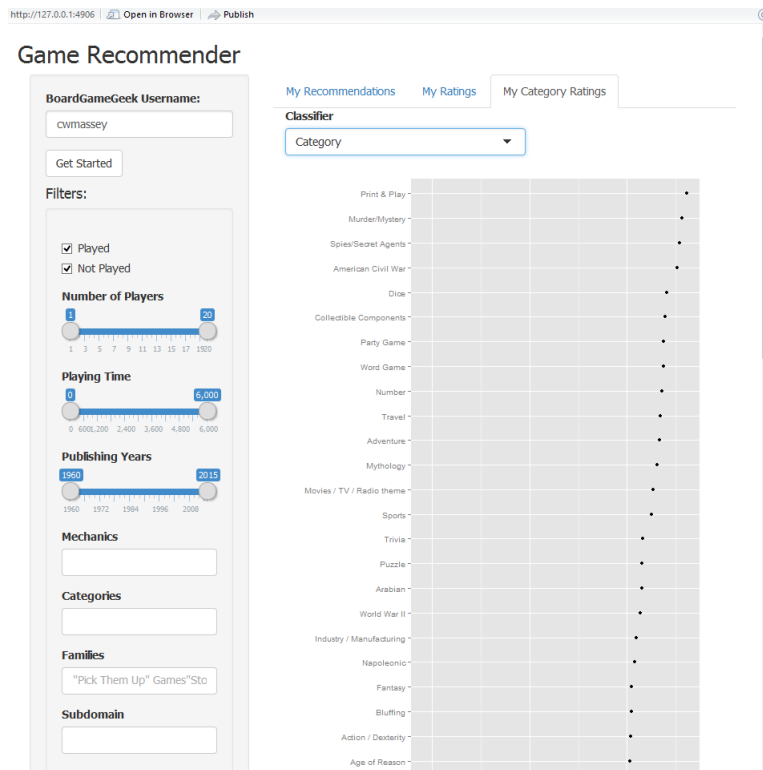 http://127.0.0.1:4906 Open in Browser Publish
Game Recommender
BoardGameGeek Username:
cwmassey
Get Started
Filters:
Played
Not Played
Number of Players
1 20
1 3 5 7 9 11 13 15 17 1920
Playing Time
0 6,000
0 6001,200 2,400 3,600 4,800 6,000
Publishing Years
1960 2015
1960 1972 1984 1996 2008
Mechanics
Categories
Families
"Pick Them Up" Games"Sto
Subdomain
My Recommendations My Ratings My Category Ratings
Classifier
Category
Print & Play
Murder/Mystery
Spies/Secret Agents
American Civil War
Dice
Collectible Components
Party Game
Word Game
Number
Travel
Adventure
Mythology
Movies / TV / Radio theme
Sports
Trivia
Puzzle
Arabian
World War II
Industry / Manufacturing
Napoleonic
Fantasy
Bluffing
Action / Dexterity
Age of Reason